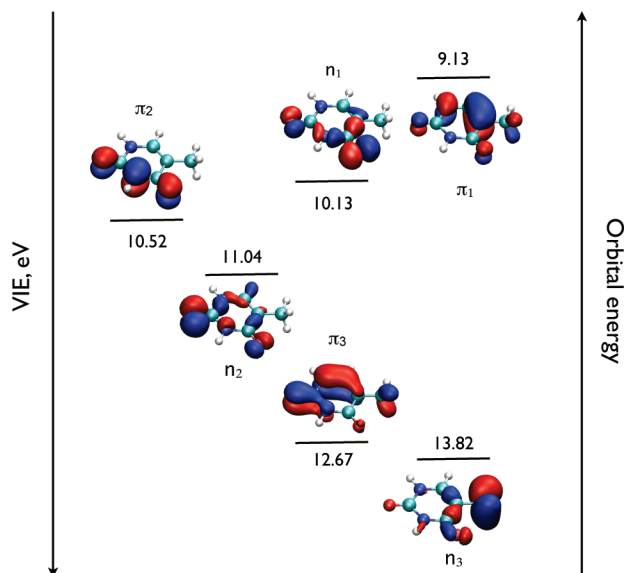 9.13
n₁
π₂
π₁
10.13
10.52
11.04
π₃
n₂
12.67
13.82
n₃
VIE, eV
Orbital energy